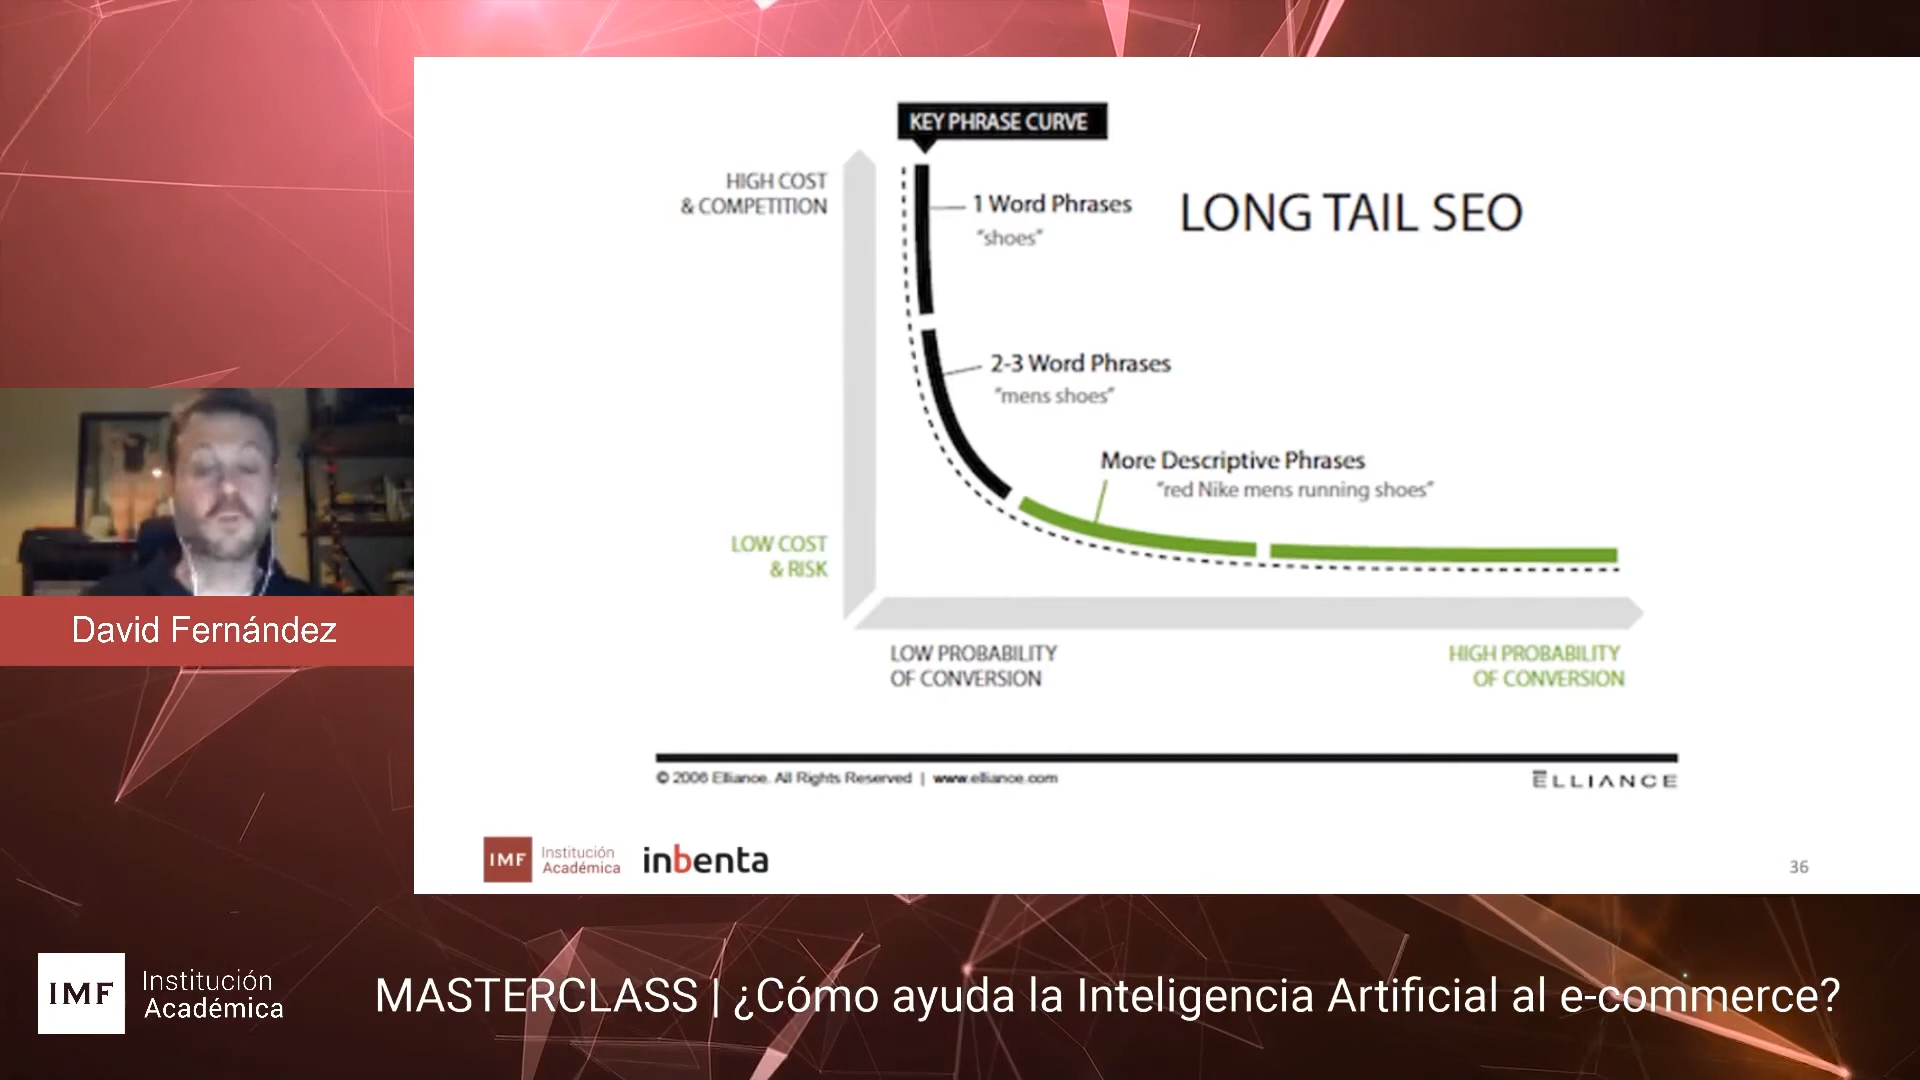 KEY PHRASE CURVE
HIGH COST
& COMPETITION
1 Word Phrases
"shoes"
LONG TAIL SEO
2-3 Word Phrases
"mens shoes"
More Descriptive Phrases
"red Nike mens running shoes"
LOW COST
& RISK
LOW PROBABILITY
OF CONVERSION
HIGH PROBABILITY
OF CONVERSION
© 2006 Elliance. All Rights Reserved | www.elliance.com
ELLIANCE
IMF Institución
Académica
inbenta
36
David Fernández
IMF Institución
Académica
MASTERCLASS | ¿Cómo ayuda la Inteligencia Artificial al e-commerce?